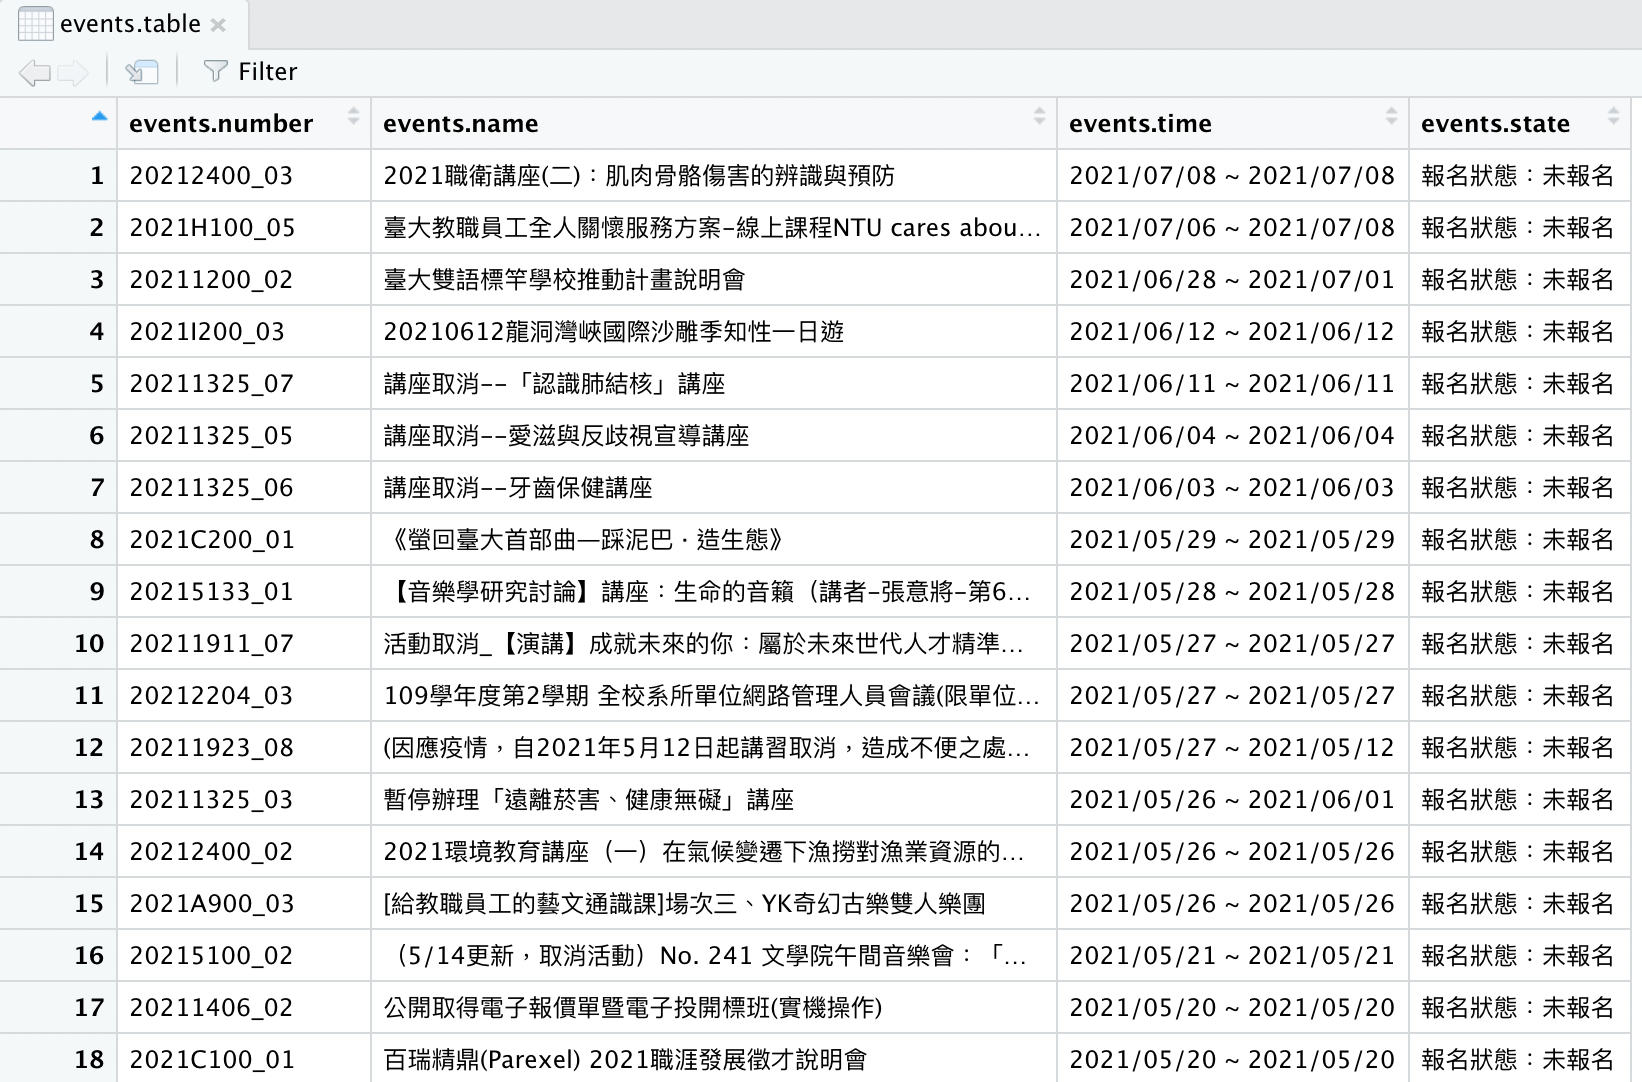 events.table
Filter
events.number events.name events.time events.state
1 20212400_03 2021職衛講座(二)：肌肉骨骼傷害的辨識與預防 2021/07/08 ~ 2021/07/08 報名狀態：未報名
2 2021H100_05 臺大教職員工全人關懷服務方案-線上課程NTU cares abou... 2021/07/06 ~ 2021/07/08 報名狀態：未報名
3 20211200_02 臺大雙語標竿學校推動計畫說明會 2021/06/28 ~ 2021/07/01 報名狀態：未報名
4 2021I200_03 20210612龍洞灣岬國際沙雕季知性一日遊 2021/06/12 ~ 2021/06/12 報名狀態：未報名
5 20211325_07 講座取消--「認識肺結核」講座 2021/06/11 ~ 2021/06/11 報名狀態：未報名
6 20211325_05 講座取消--愛滋與反歧視宣導講座 2021/06/04 ~ 2021/06/04 報名狀態：未報名
7 20211325_06 講座取消--牙齒保健講座 2021/06/03 ~ 2021/06/03 報名狀態：未報名
8 2021C200_01 《螢回臺大首部曲—踩泥巴．造生態》 2021/05/29 ~ 2021/05/29 報名狀態：未報名
9 20215133_01 【音樂學研究討論】講座：生命的音籟（講者-張意將-第6... 2021/05/28 ~ 2021/05/28 報名狀態：未報名
10 20211911_07 活動取消_【演講】成就未來的你：屬於未來世代人才精準... 2021/05/27 ~ 2021/05/27 報名狀態：未報名
11 20212204_03 109學年度第2學期 全校系所單位網路管理人員會議(限單位... 2021/05/27 ~ 2021/05/27 報名狀態：未報名
12 20211923_08 (因應疫情，自2021年5月12日起講習取消，造成不便之處... 2021/05/27 ~ 2021/05/12 報名狀態：未報名
13 20211325_03 暫停辦理「遠離菸害、健康無礙」講座 2021/05/26 ~ 2021/06/01 報名狀態：未報名
14 20212400_02 2021環境教育講座（一）在氣候變遷下漁撈對漁業資源的... 2021/05/26 ~ 2021/05/26 報名狀態：未報名
15 2021A900_03 [給教職員工的藝文通識課]場次三、YK奇幻古樂雙人樂團 2021/05/26 ~ 2021/05/26 報名狀態：未報名
16 20215100_02 （5/14更新，取消活動）No. 241 文學院午間音樂會：「... 2021/05/21 ~ 2021/05/21 報名狀態：未報名
17 20211406_02 公開取得電子報價單暨電子投開標班(實機操作) 2021/05/20 ~ 2021/05/20 報名狀態：未報名
18 2021C100_01 百瑞精鼎(Parexel) 2021職涯發展徵才說明會 2021/05/20 ~ 2021/05/20 報名狀態：未報名